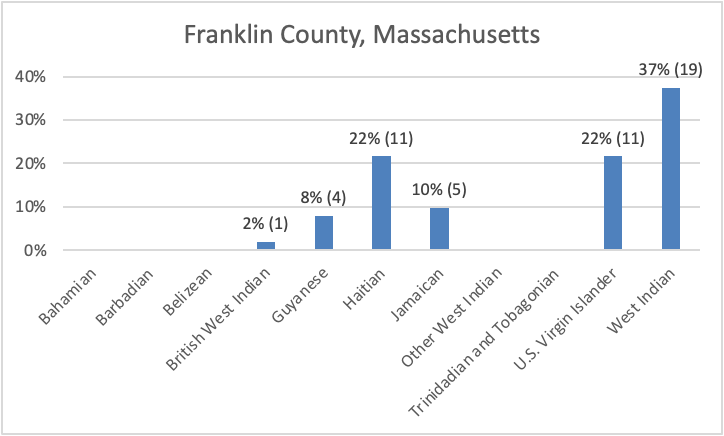 Franklin County, Massachusetts
40%
30%
20%
10%
0%
2% (1)
8% (4)
22% (11)
10% (5)
22% (11)
37% (19)
Bahamian
Barbadian
Belizean
British West Indian
Guyanese
Haitian
Jamaican
Other West Indian
Trinidadian and Tobagonian
U.S. Virgin Islander
West Indian